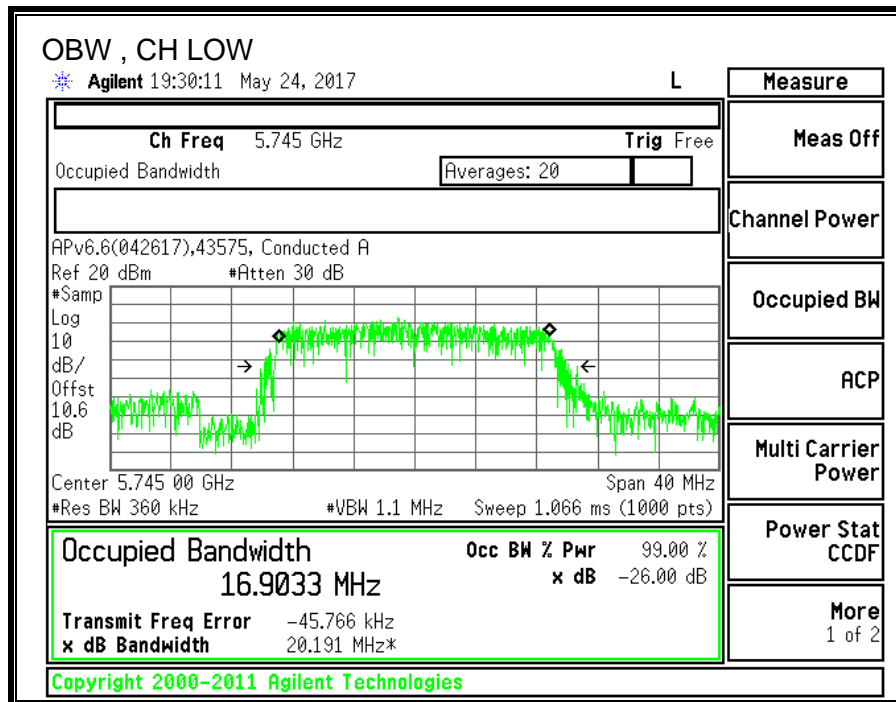 OBW , CH LOW
Agilent 19:30:11 May 24, 2017 L
Measure
Ch Freq 5.745 GHz Trig Free
Meas Off
Occupied Bandwidth Averages: 20
Channel Power
APv6.6(042617),43575, Conducted A
Ref 20 dBm #Atten 30 dB
Occupied BW
#Samp
Log
10
dB/
Offst
10.6
dB
ACP
Center 5.745 00 GHz Span 40 MHz
#Res BW 360 kHz #VBW 1.1 MHz Sweep 1.066 ms (1000 pts)
Multi Carrier
Power
Occupied Bandwidth Occ BW % Pwr 99.00 %
16.9033 MHz x dB -26.00 dB
Power Stat
CCDF
Transmit Freq Error -45.766 kHz
x dB Bandwidth 20.191 MHz*
More
1 of 2
Copyright 2000-2011 Agilent Technologies